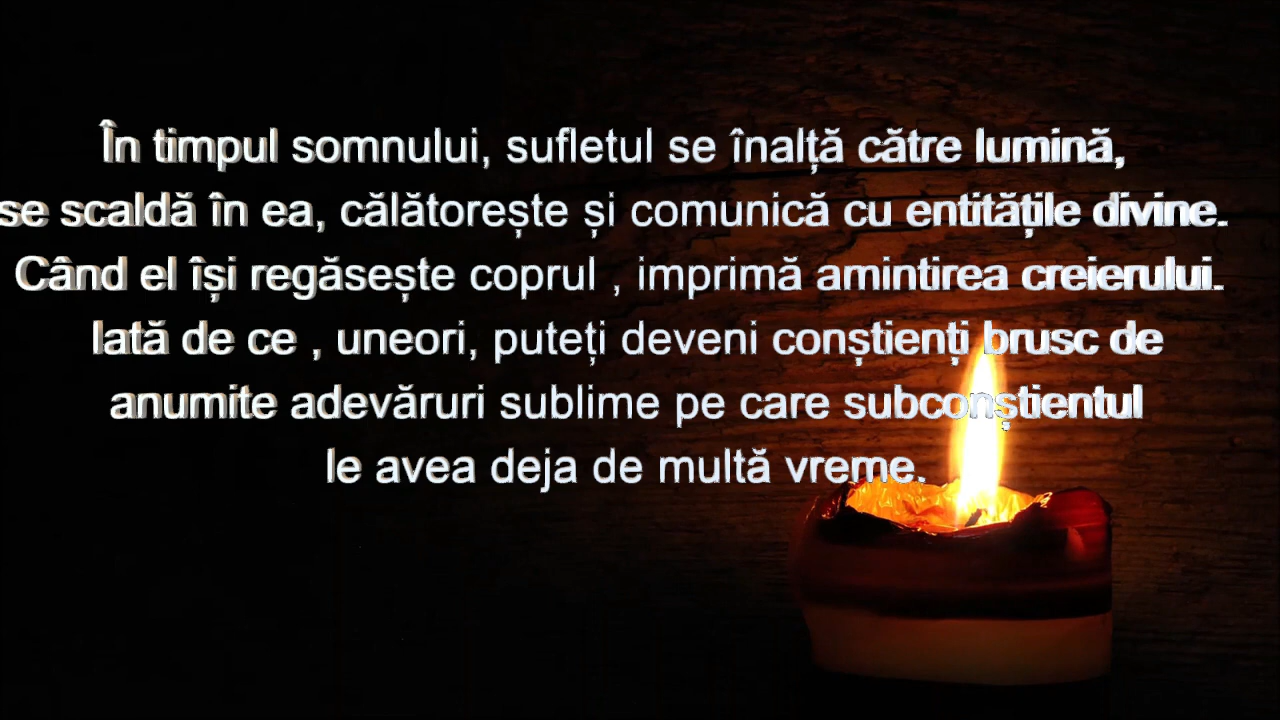 În timpul somnului, sufletul se înalță către lumină,
se scaldă în ea, călătorește și comunică cu entitățile divine.
Când el își regăsește coprul , imprimă amintirea creierului.
Iată de ce , uneori, puteți deveni conștienți brusc de
anumite adevăruri sublime pe care subconștientul
le avea deja de multă vreme.